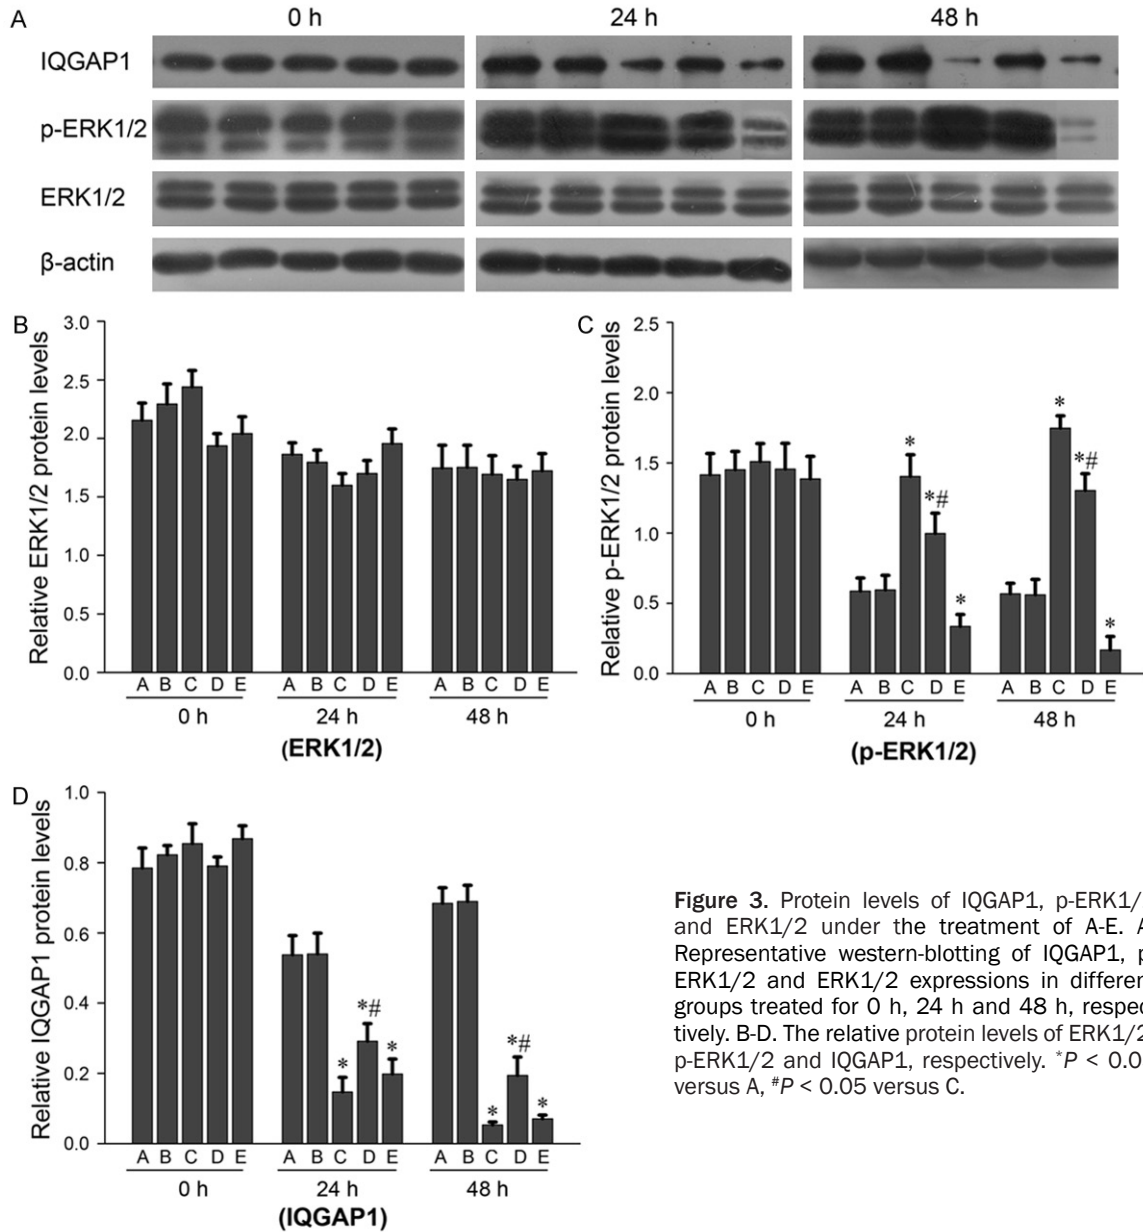 A
0 h 24 h 48 h
IQGAP1
p-ERK1/2
ERK1/2
β-actin
B
Relative ERK1/2 protein levels
3.0
2.5
2.0
1.5
1.0
0.5
0.0
A B C D E A B C D E A B C D E
0 h 24 h 48 h
(ERK1/2)
C
Relative p-ERK1/2 protein levels
2.5
2.0
1.5
1.0
0.5
0.0
* *# * * *# *
A B C D E A B C D E A B C D E
0 h 24 h 48 h
(p-ERK1/2)
D
Relative IQGAP1 protein levels
1.0
0.8
0.6
0.4
0.2
0.0
* *# * * *# *
A B C D E A B C D E A B C D E
0 h 24 h 48 h
(IQGAP1)
Figure 3. Protein levels of IQGAP1, p-ERK1/
and ERK1/2 under the treatment of A-E. A
Representative western-blotting of IQGAP1, p
ERK1/2 and ERK1/2 expressions in differen
groups treated for 0 h, 24 h and 48 h, respec
tively. B-D. The relative protein levels of ERK1/2
p-ERK1/2 and IQGAP1, respectively. *P < 0.0
versus A, #P < 0.05 versus C.